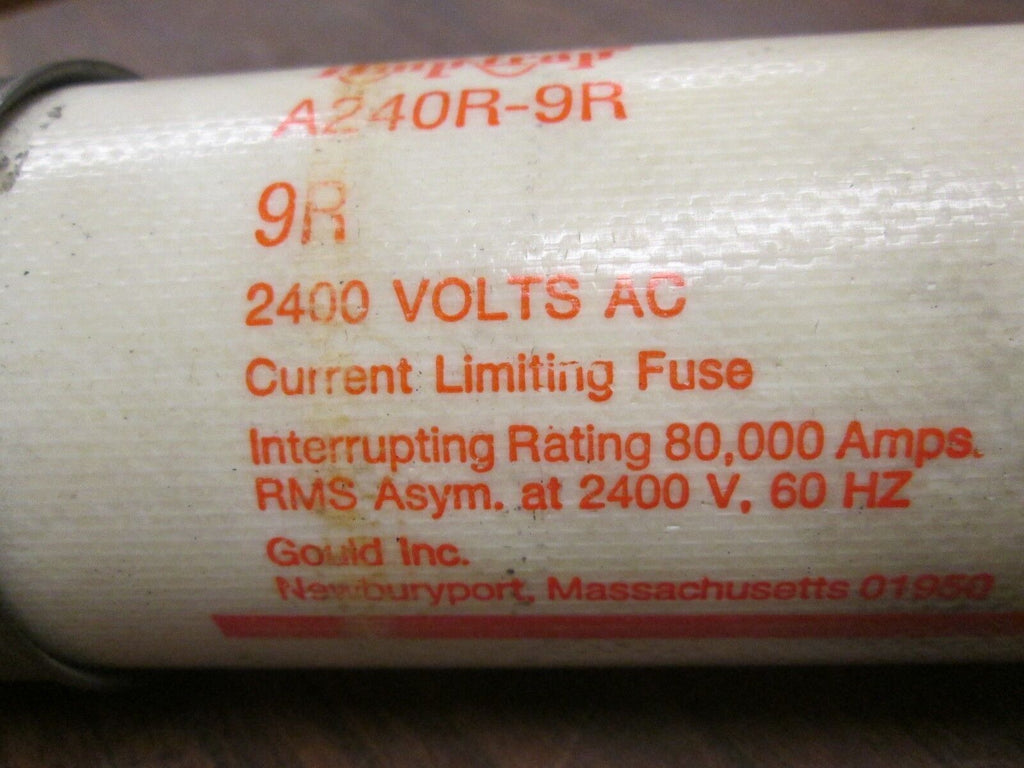 A240R-9R
9R
2400 VOLTS AC
Current Limiting Fuse
Interrupting Rating 80,000 Amps.
RMS Asym. at 2400 V, 60 HZ
Gould Inc.
Newburyport, Massachusetts 01950